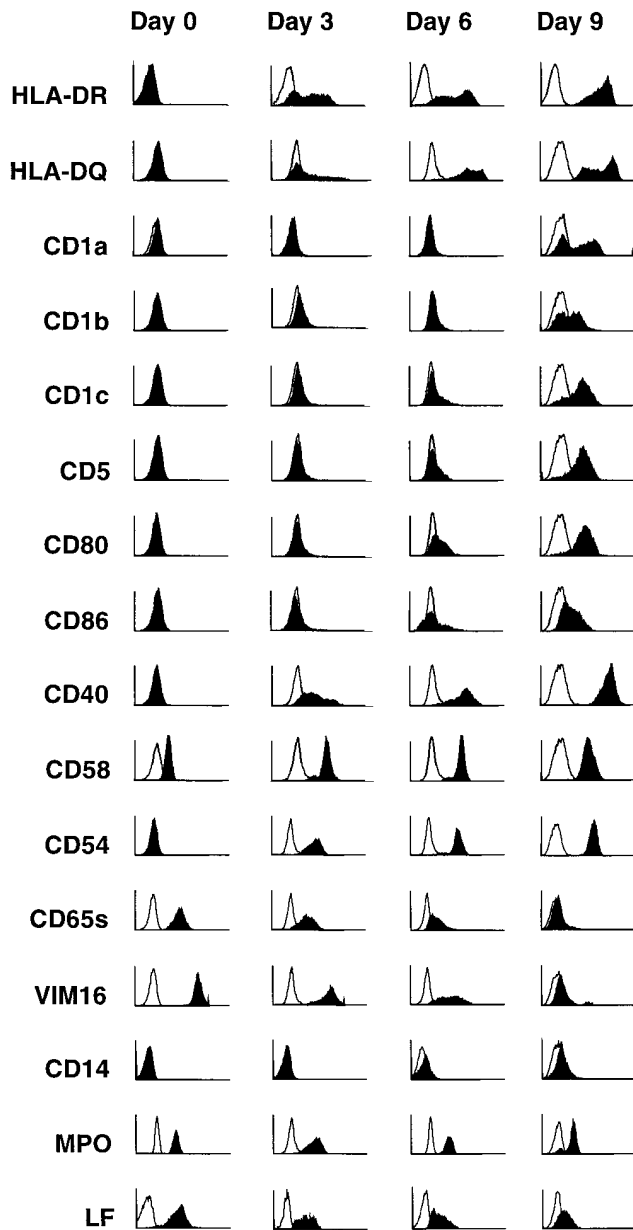 Day 0 Day 3 Day 6 Day 9
HLA-DR
HLA-DQ
CD1a
CD1b
CD1c
CD5
CD80
CD86
CD40
CD58
CD54
CD65s
VIM16
CD14
MPO
LF